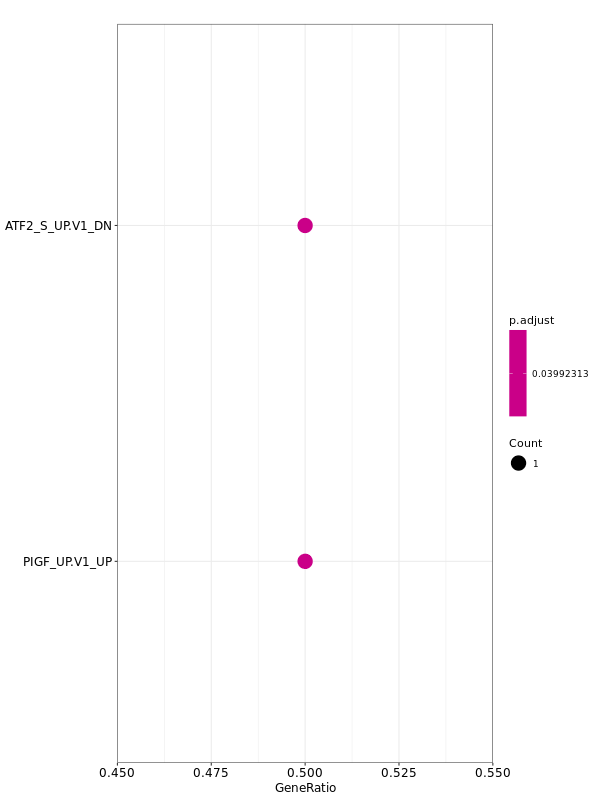 ATF2_S_UP.V1_DN
PIGF_UP.V1_UP
0.450 0.475 0.500 0.525 0.550
GeneRatio
p.adjust
0.03992313
Count
1